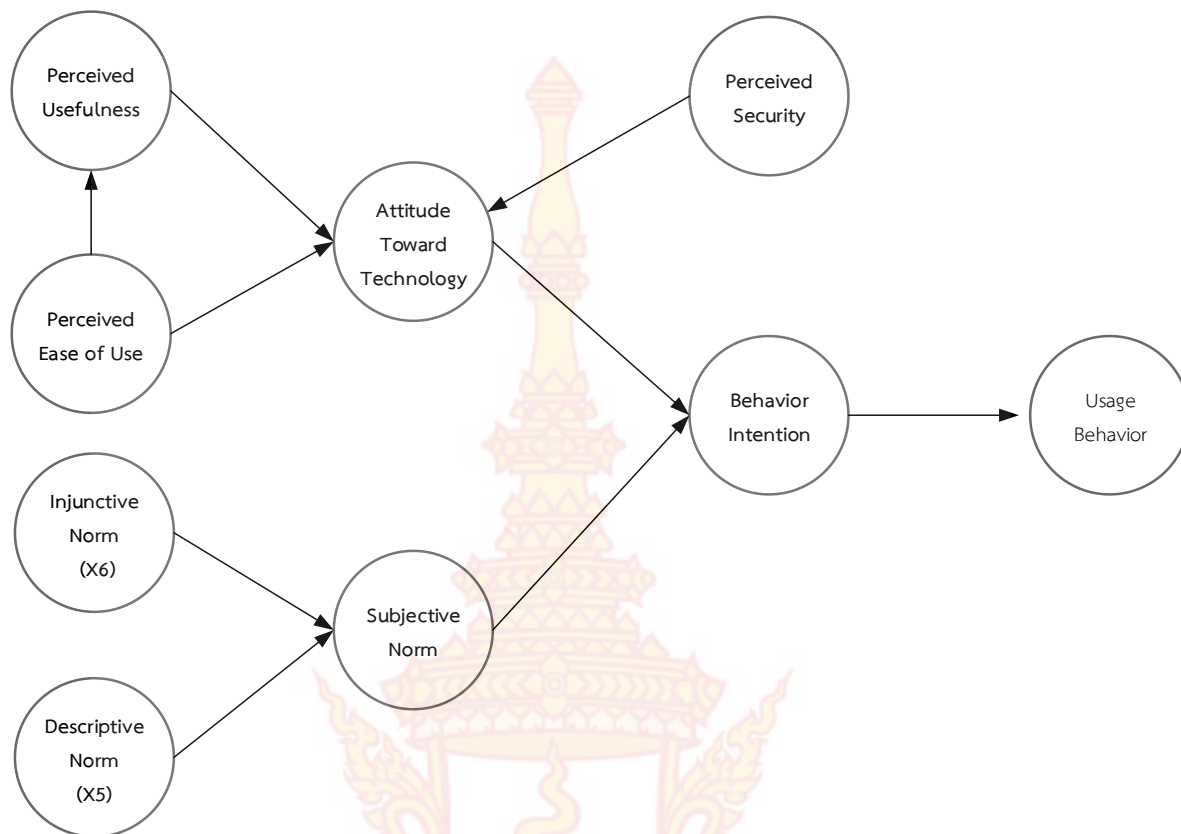 Perceived
Usefulness
Perceived
Security
Attitude
Toward
Technology
Perceived
Ease of Use
Behavior
Intention
Usage
Behavior
Injunctive
Norm
(X6)
Subjective
Norm
Descriptive
Norm
(X5)